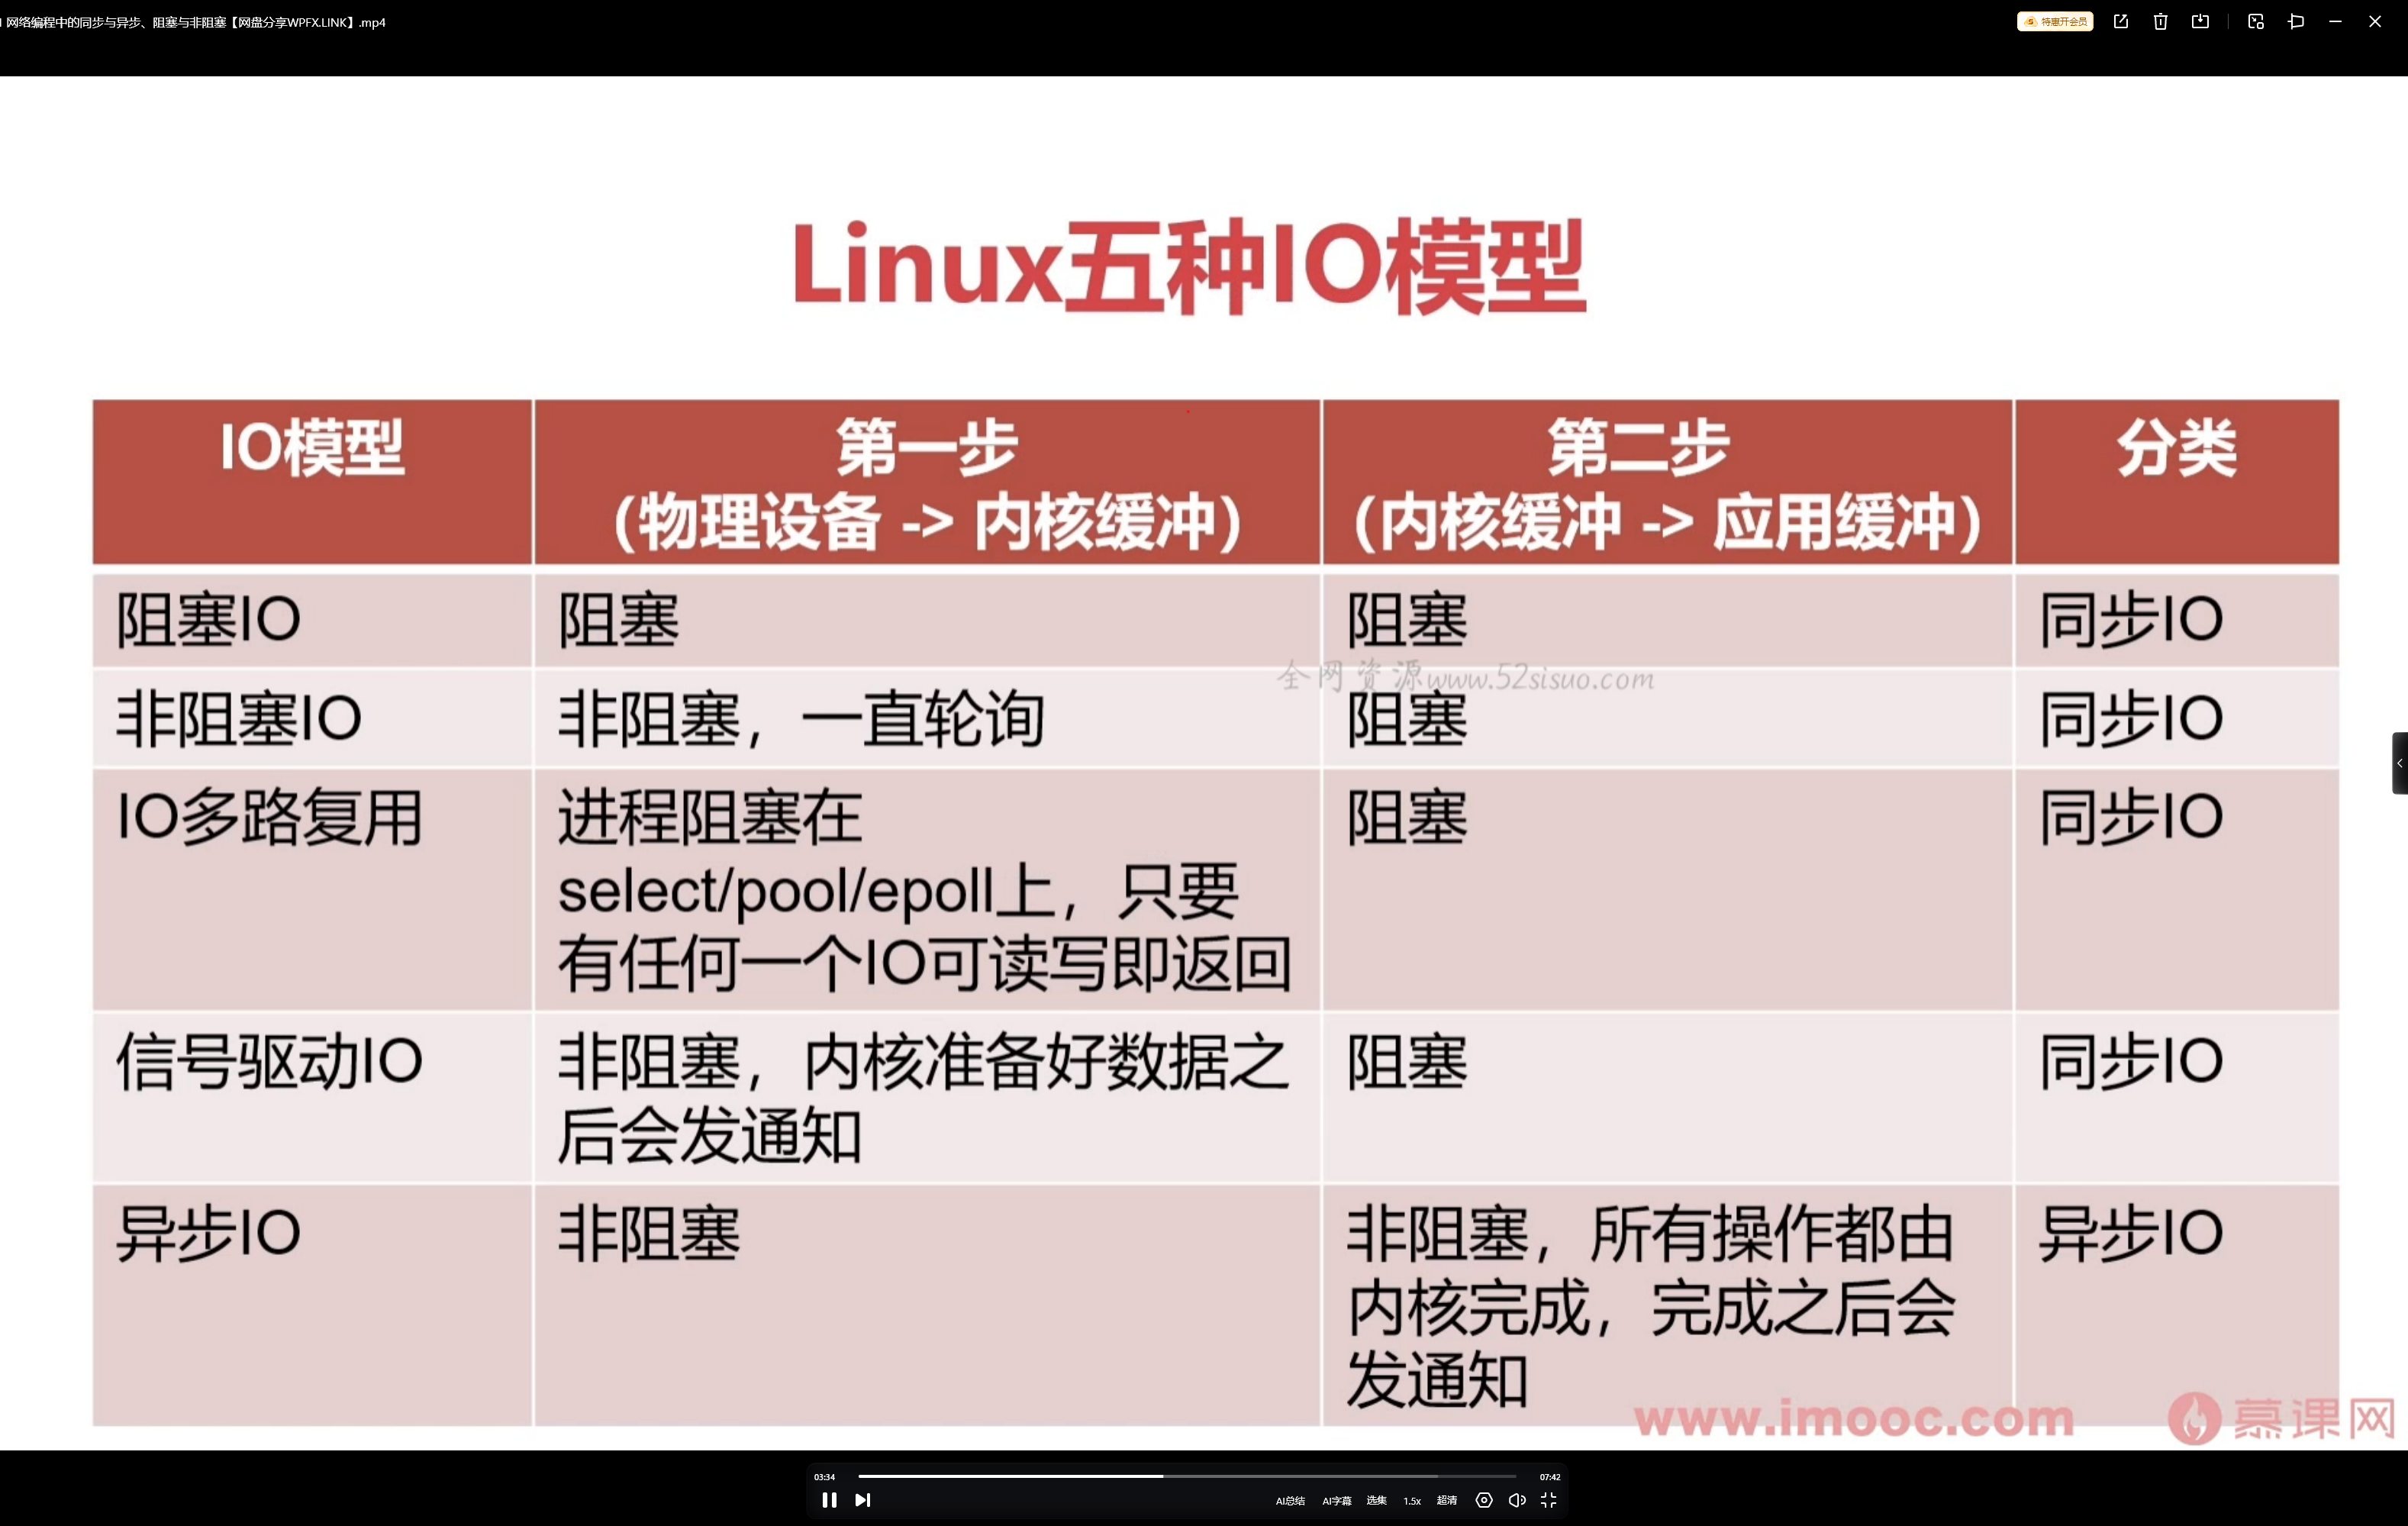 网络编程中的同步与异步、阻塞与非阻塞【网盘分享WPFX.LINK】.mp4
特惠开会员
Linux五种IO模型
IO模型
第一步
（物理设备 -> 内核缓冲）
第二步
（内核缓冲 -> 应用缓冲）
分类
阻塞IO
阻塞
阻塞
同步IO
全网资源www.52sisuo.com
非阻塞IO
非阻塞，一直轮询
阻塞
同步IO
IO多路复用
进程阻塞在
select/pool/epoll上，只要
有任何一个IO可读写即返回
阻塞
同步IO
信号驱动IO
非阻塞，内核准备好数据之
后会发通知
阻塞
同步IO
异步IO
非阻塞
非阻塞，所有操作都由
内核完成，完成之后会
发通知
异步IO
www.imooc.com
慕课网
03:34
07:42
AI总结
AI字幕
选集
1.5x
超清